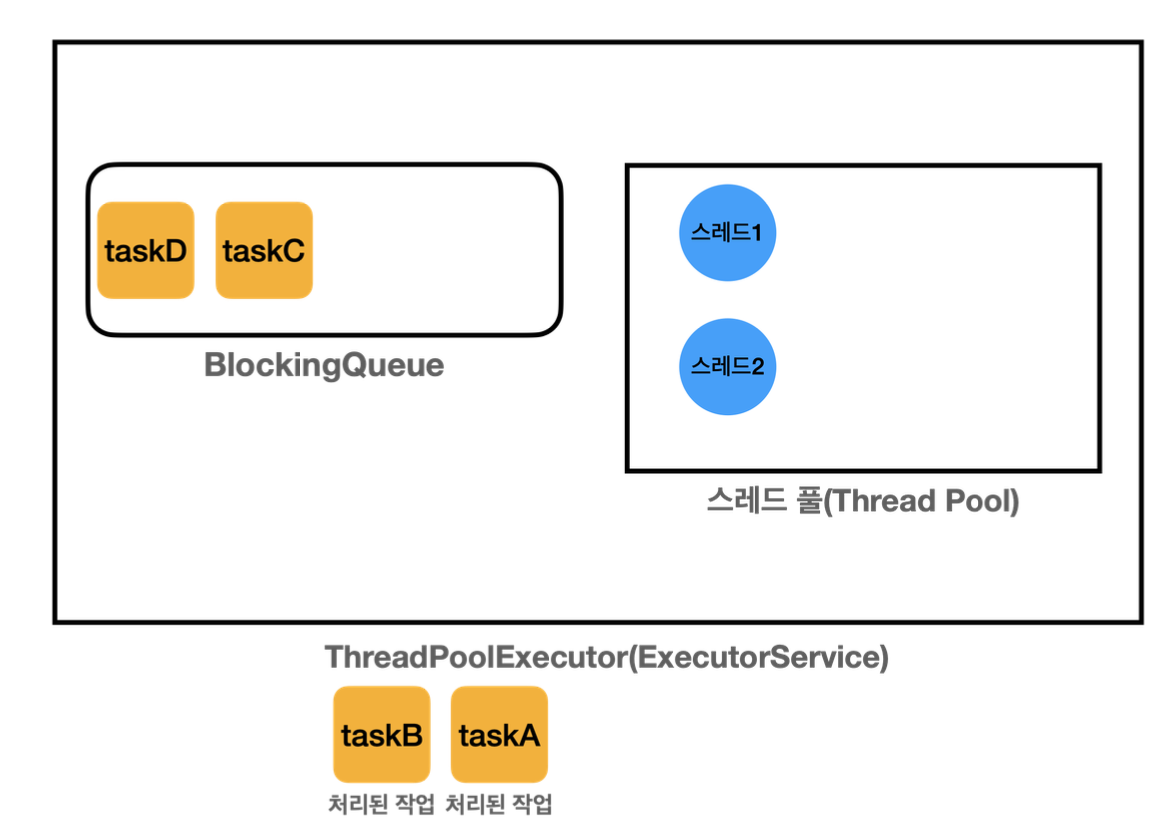 taskD taskC
BlockingQueue
스레드1
스레드2
스레드 풀(Thread Pool)
ThreadPoolExecutor(ExecutorService)
taskB taskA
처리된 작업 처리된 작업